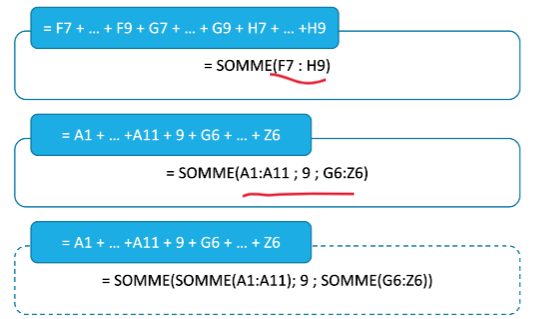 = F7 + ... + F9 + G7 + ... + G9 + H7 + ... +H9
= SOMME(F7 : H9)
= A1 + ... +A11 + 9 + G6 + ... + Z6
= SOMME(A1:A11 ; 9 ; G6:Z6)
= A1 + ... +A11 + 9 + G6 + ... + Z6
= SOMME(SOMME(A1:A11); 9 ; SOMME(G6:Z6))